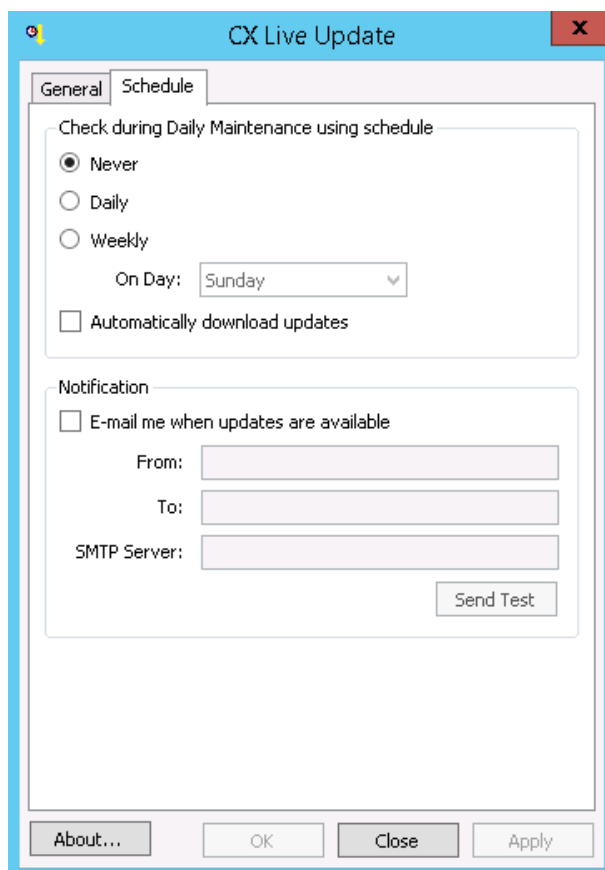 CX Live Update
x
General Schedule
Check during Daily Maintenance using schedule
Never
Daily
Weekly
On Day: Sunday
Automatically download updates
Notification
E-mail me when updates are available
From:
To:
SMTP Server:
Send Test
About... OK Close Apply